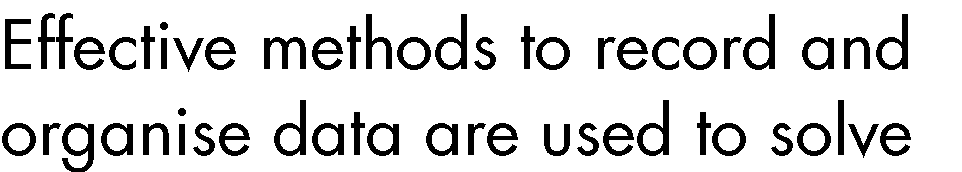 Effective methods to record and
organise data are used to solve